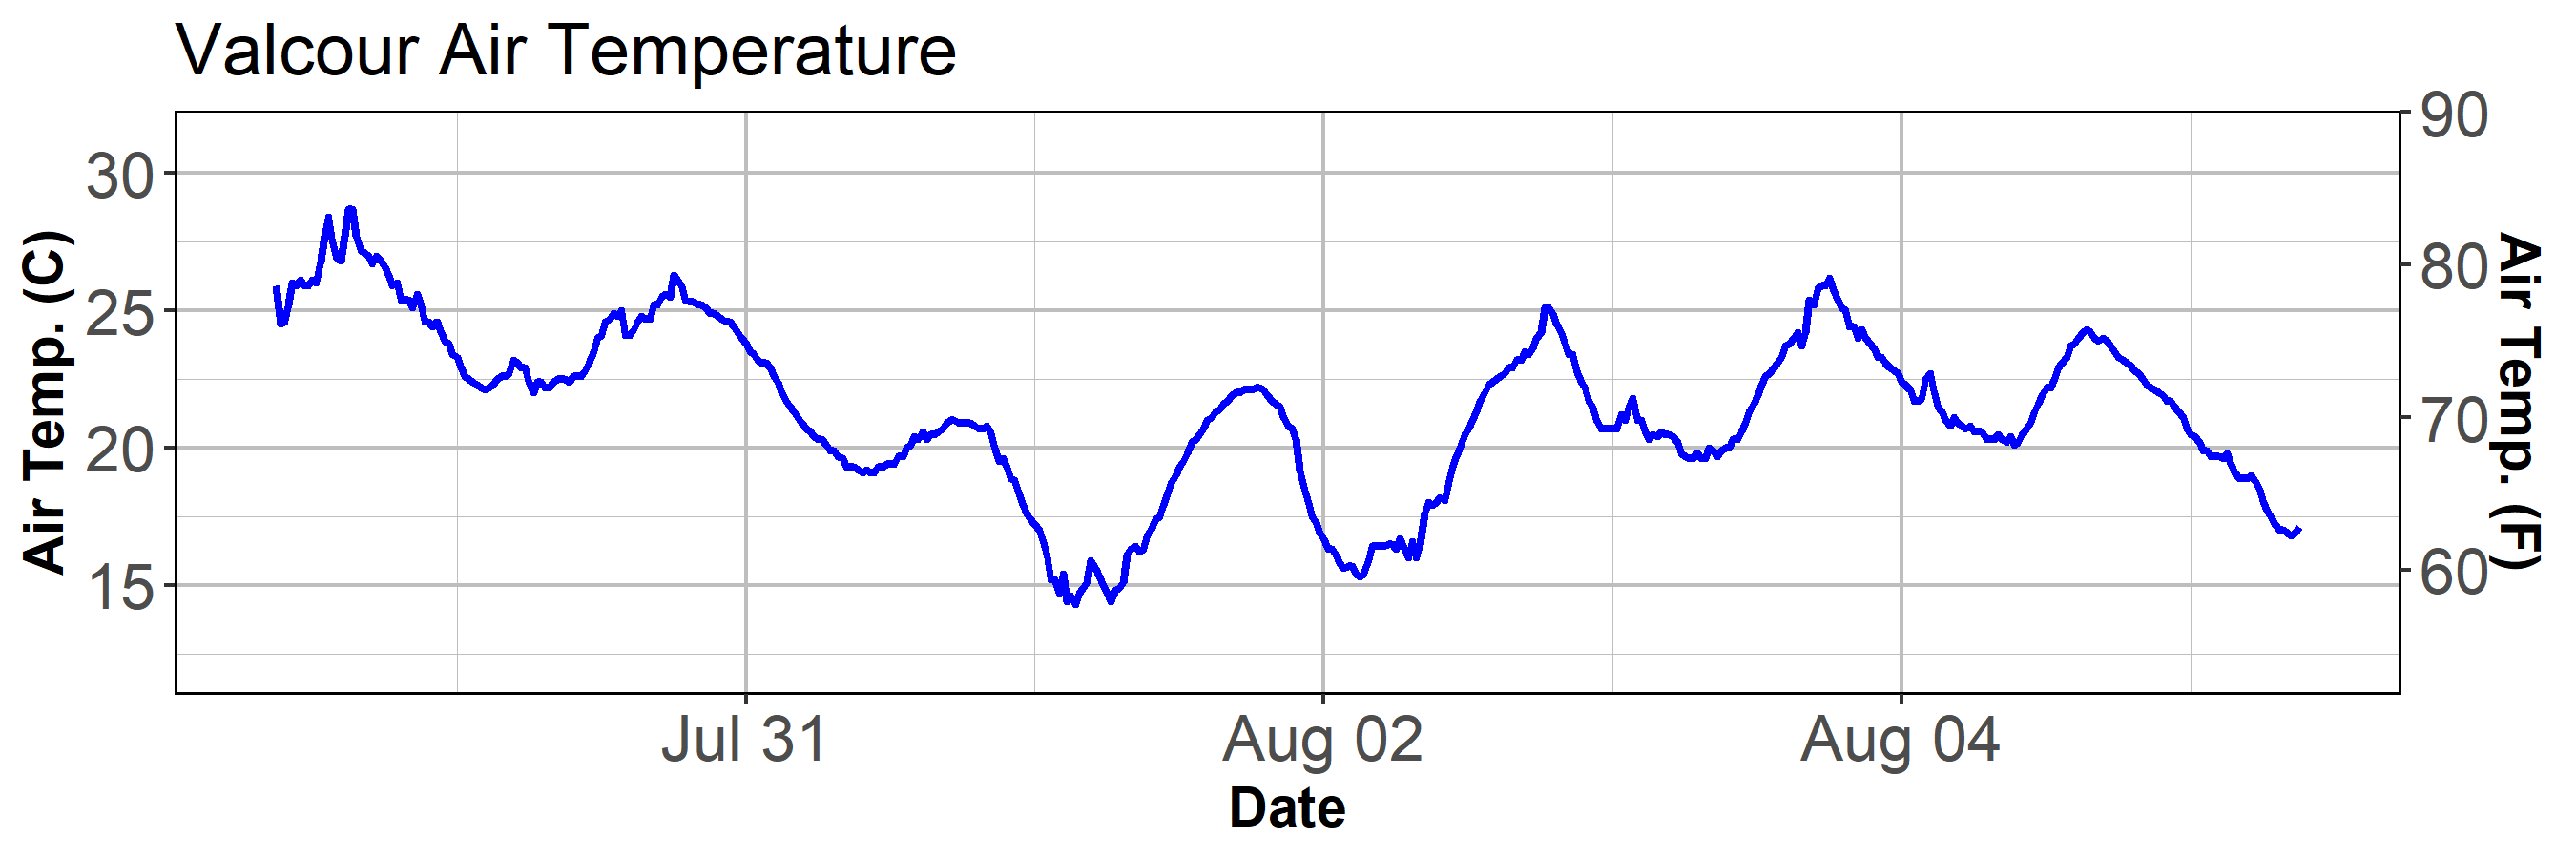 Valcour Air Temperature
90
30
80
25
70
20
60
15
Air Temp. (C)
Air Temp. (F)
Jul 31
Aug 02
Aug 04
Date